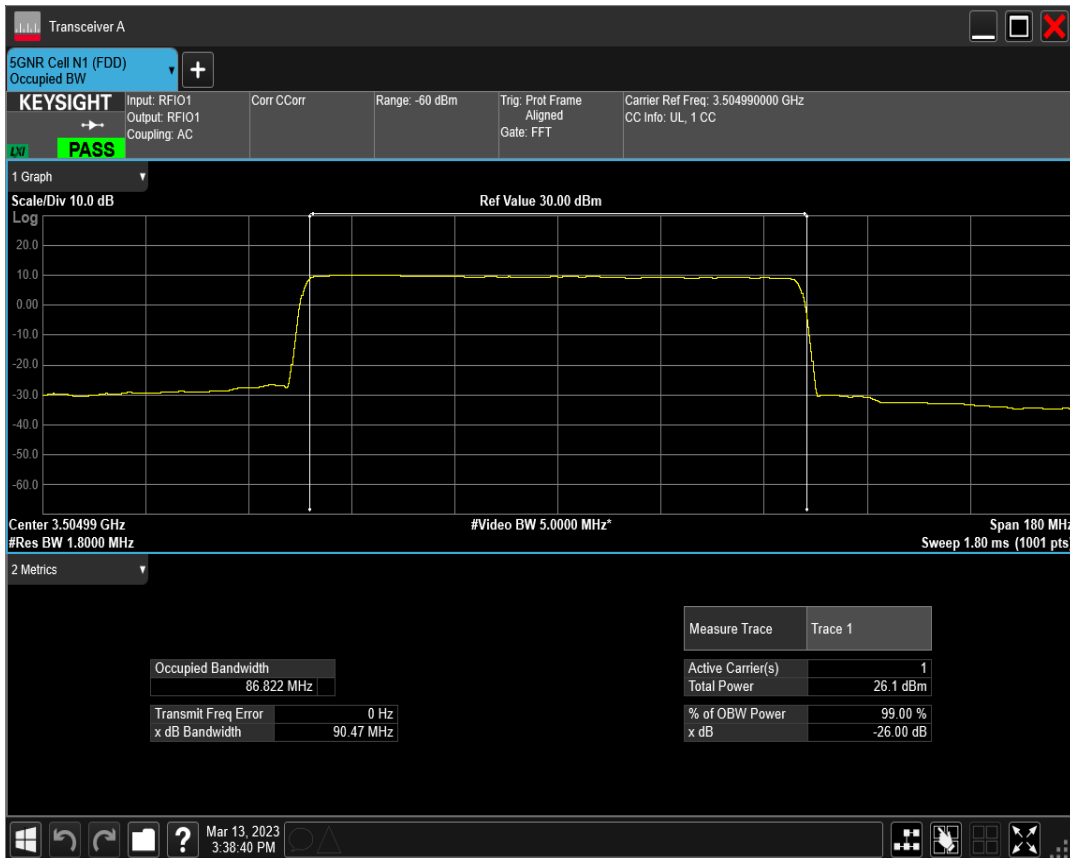 Transceiver A
5GNR Cell N1 (FDD)
Occupied BW
KEYSIGHT
LXI
PASS
Input: RFIO1
Output: RFIO1
Coupling: AC
Corr CCorr
Range: -60 dBm
Trig: Prot Frame
Aligned
Gate: FFT
Carrier Ref Freq: 3.504990000 GHz
CC Info: UL, 1 CC
1 Graph
Scale/Div 10.0 dB
Ref Value 30.00 dBm
Log
20.0
10.0
0.00
-10.0
-20.0
-30.0
-40.0
-50.0
-60.0
Center 3.50499 GHz
#Video BW 5.0000 MHz*
Span 180 MHz
#Res BW 1.8000 MHz
Sweep 1.80 ms (1001 pts)
2 Metrics
Measure Trace Trace 1
Occupied Bandwidth
86.822 MHz
Active Carrier(s) 1
Total Power 26.1 dBm
Transmit Freq Error 0 Hz
x dB Bandwidth 90.47 MHz
% of OBW Power 99.00 %
x dB -26.00 dB
Mar 13, 2023
3:38:40 PM